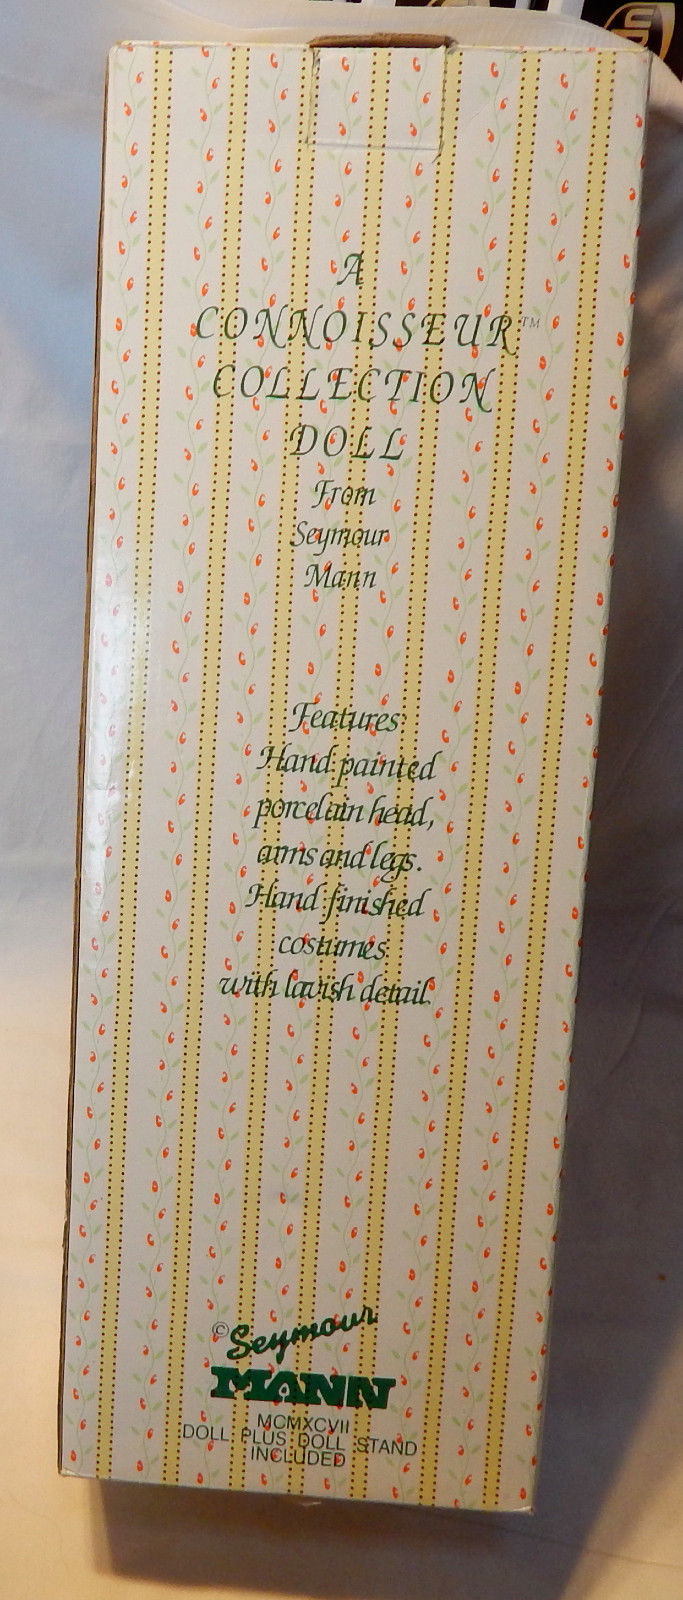 A
CONNOISSEUR™
COLLECTION
DOLL
From
Seymour
Mann
Features:
Hand painted
porcelain head,
arms and legs.
Hand finished
costumes
with lavish detail.
© Seymour
MANN
MCMXCVII
DOLL PLUS DOLL STAND
INCLUDED